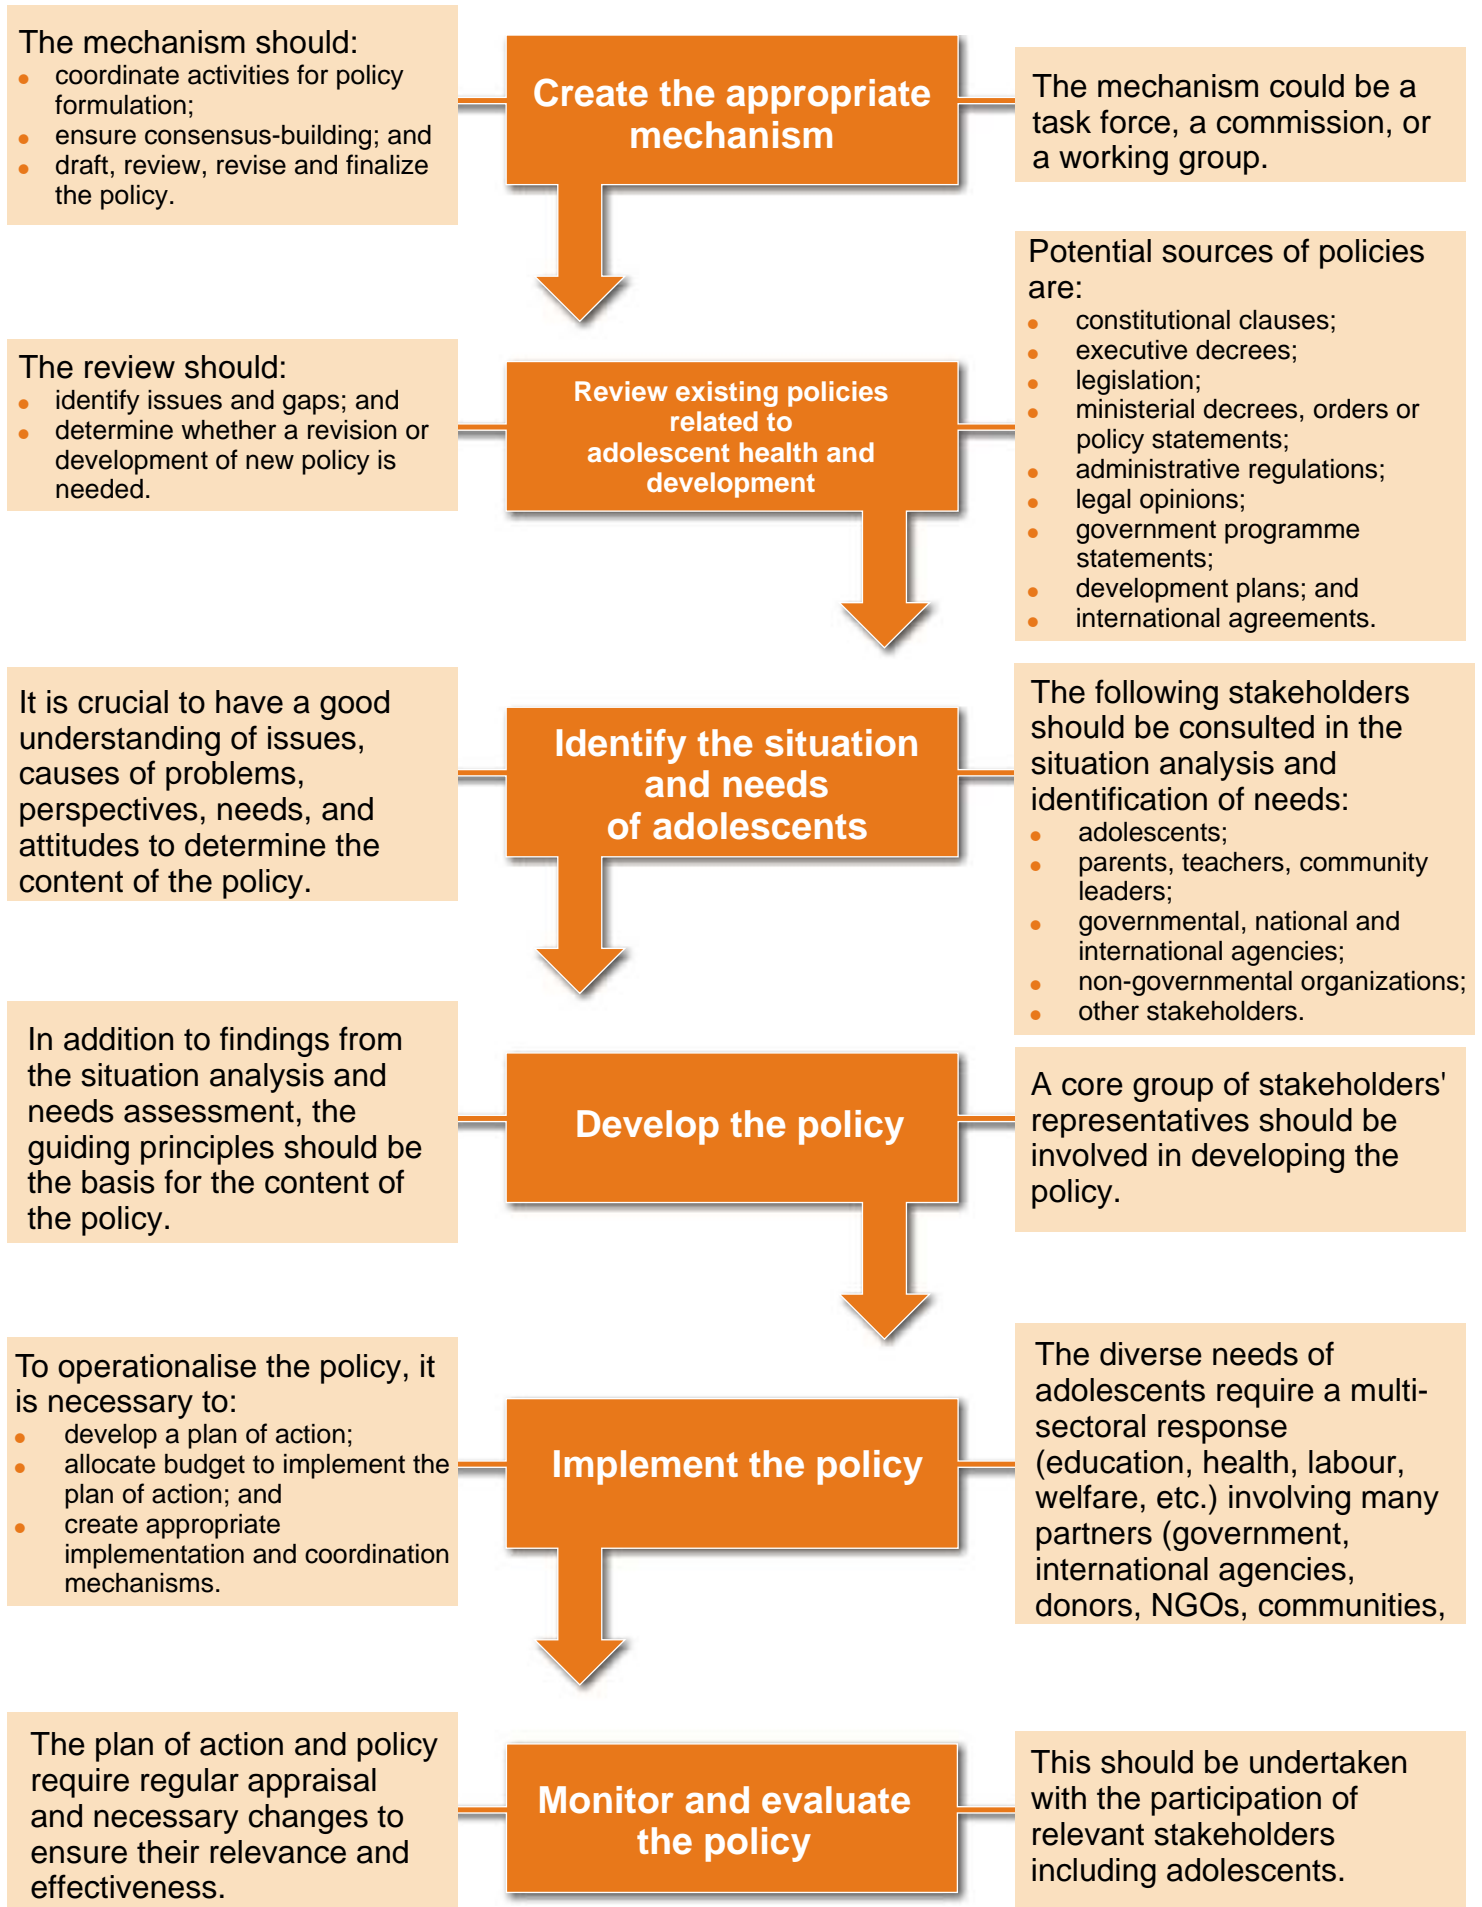 The mechanism should:
● coordinate activities for policy
formulation;
● ensure consensus-building; and
● draft, review, revise and finalize
the policy.
Create the appropriate
mechanism
The mechanism could be a
task force, a commission, or
a working group.
The review should:
● identify issues and gaps; and
● determine whether a revision or
development of new policy is
needed.
Review existing policies
related to
adolescent health and
development
Potential sources of policies
are:
● constitutional clauses;
● executive decrees;
● legislation;
● ministerial decrees, orders or
policy statements;
● administrative regulations;
● legal opinions;
● government programme
statements;
● development plans; and
● international agreements.
It is crucial to have a good
understanding of issues,
causes of problems,
perspectives, needs, and
attitudes to determine the
content of the policy.
Identify the situation
and needs
of adolescents
The following stakeholders
should be consulted in the
situation analysis and
identification of needs:
● adolescents;
● parents, teachers, community
leaders;
● governmental, national and
international agencies;
● non-governmental organizations;
● other stakeholders.
In addition to findings from
the situation analysis and
needs assessment, the
guiding principles should be
the basis for the content of
the policy.
Develop the policy
A core group of stakeholders'
representatives should be
involved in developing the
policy.
To operationalise the policy, it
is necessary to:
● develop a plan of action;
● allocate budget to implement the
plan of action; and
● create appropriate
implementation and coordination
mechanisms.
Implement the policy
The diverse needs of
adolescents require a multi-
sectoral response
(education, health, labour,
welfare, etc.) involving many
partners (government,
international agencies,
donors, NGOs, communities,
The plan of action and policy
require regular appraisal
and necessary changes to
ensure their relevance and
effectiveness.
Monitor and evaluate
the policy
This should be undertaken
with the participation of
relevant stakeholders
including adolescents.